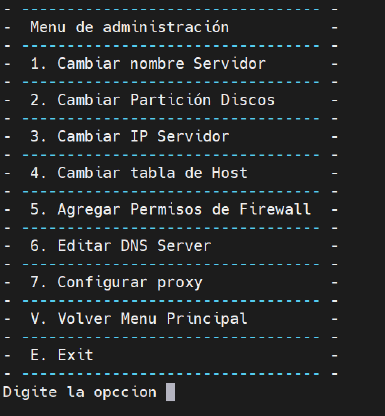 - --------------------------------- -
- Menu de administración -
- --------------------------------- -
- 1. Cambiar nombre Servidor -
- --------------------------------- -
- 2. Cambiar Partición Discos -
- --------------------------------- -
- 3. Cambiar IP Servidor -
- --------------------------------- -
- 4. Cambiar tabla de Host -
- --------------------------------- -
- 5. Agregar Permisos de Firewall -
- --------------------------------- -
- 6. Editar DNS Server -
- --------------------------------- -
- 7. Configurar proxy -
- --------------------------------- -
- V. Volver Menu Principal -
- --------------------------------- -
- E. Exit -
- --------------------------------- -
Digite la opccion